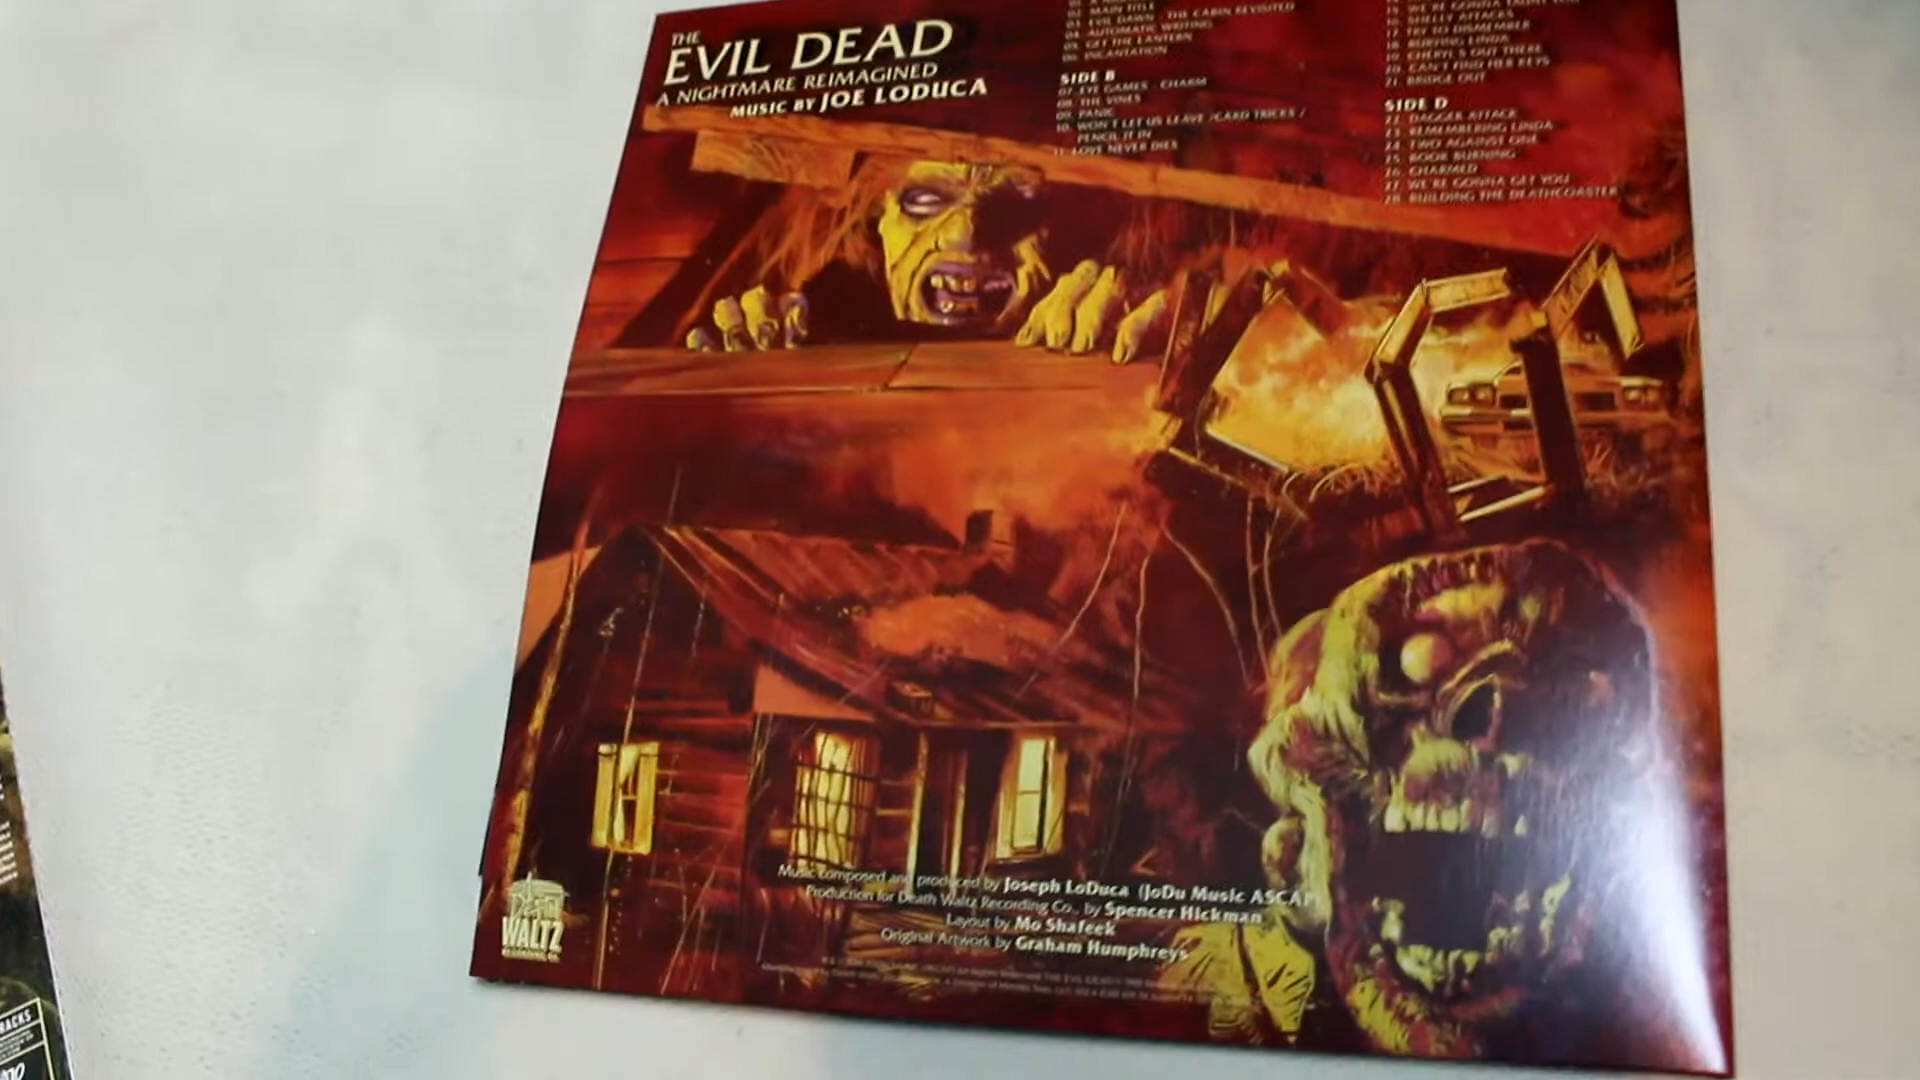 THE
EVIL DEAD
A NIGHTMARE REIMAGINED
MUSIC BY JOE LODUCA
02. MAIN TITLE
03. EVIL DAWN - THE CABIN REVISITED
04. AUTOMATIC WRITING
05. GET THE LANTERN
06. INCANTATION
SIDE B
07. EYE GAMES - CHARM
08. THE VINES
09. PANIC
10. WON'T LET US LEAVE /CARD TRICKS /
PENCIL IT IN
11. LOVE NEVER DIES
16. SHELLY ATTACKS
17. TRY TO DISMEMBER
18. BURYING LINDA
19. CHERYL'S OUT THERE
20. CAN'T FIND HER KEYS
21. BRIDGE OUT
SIDE D
22. DAGGER ATTACK
23. REMEMBERING LINDA
24. TWO AGAINST ONE
25. BOOK BURNING
26. CHARMED
27. WE'RE GONNA GET YOU
28. BUILDING THE DEATHCOASTER
Music composed and produced by Joseph LoDuca (JoDu Music ASCAP)
Production for Death Waltz Recording Co., by Spencer Hickman
Layout by Mo Shafeek
Original Artwork by Graham Humphreys
WALTZ
RECORDING CO.